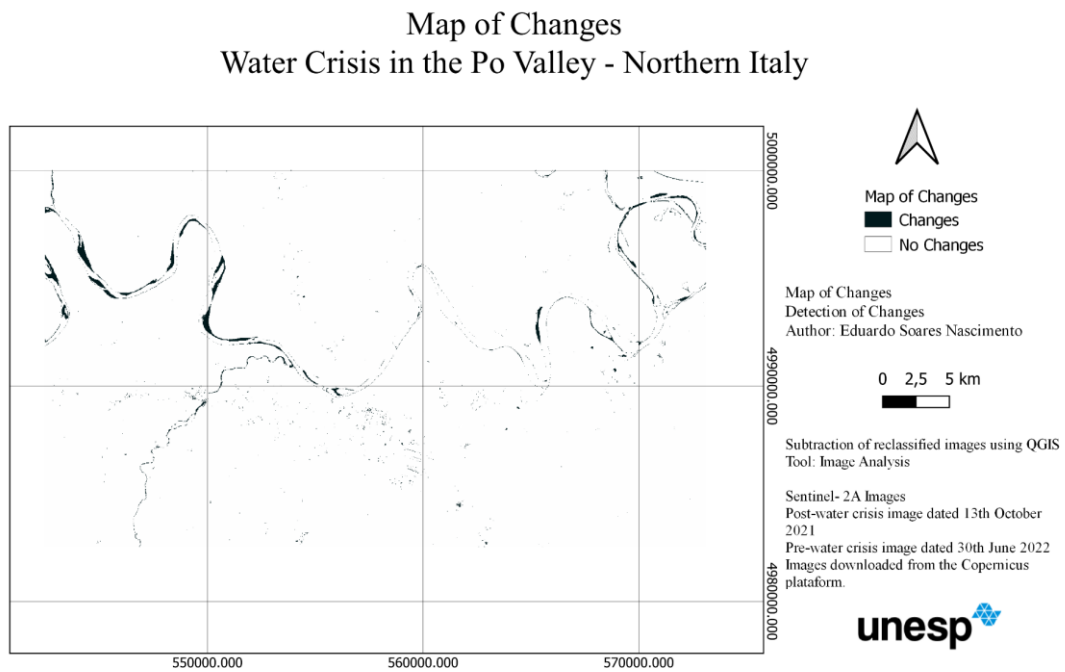 Map of Changes
Water Crisis in the Po Valley - Northern Italy
5000000.000
4990000.000
4980000.000
550000.000
560000.000
570000.000
Map of Changes
Changes
No Changes
Map of Changes
Detection of Changes
Author: Eduardo Soares Nascimento
0 2,5 5 km
Subtraction of reclassified images using QGIS
Tool: Image Analysis
Sentinel- 2A Images
Post-water crisis image dated 13th October
2021
Pre-water crisis image dated 30th June 2022
Images downloaded from the Copernicus
plataform.
unesp